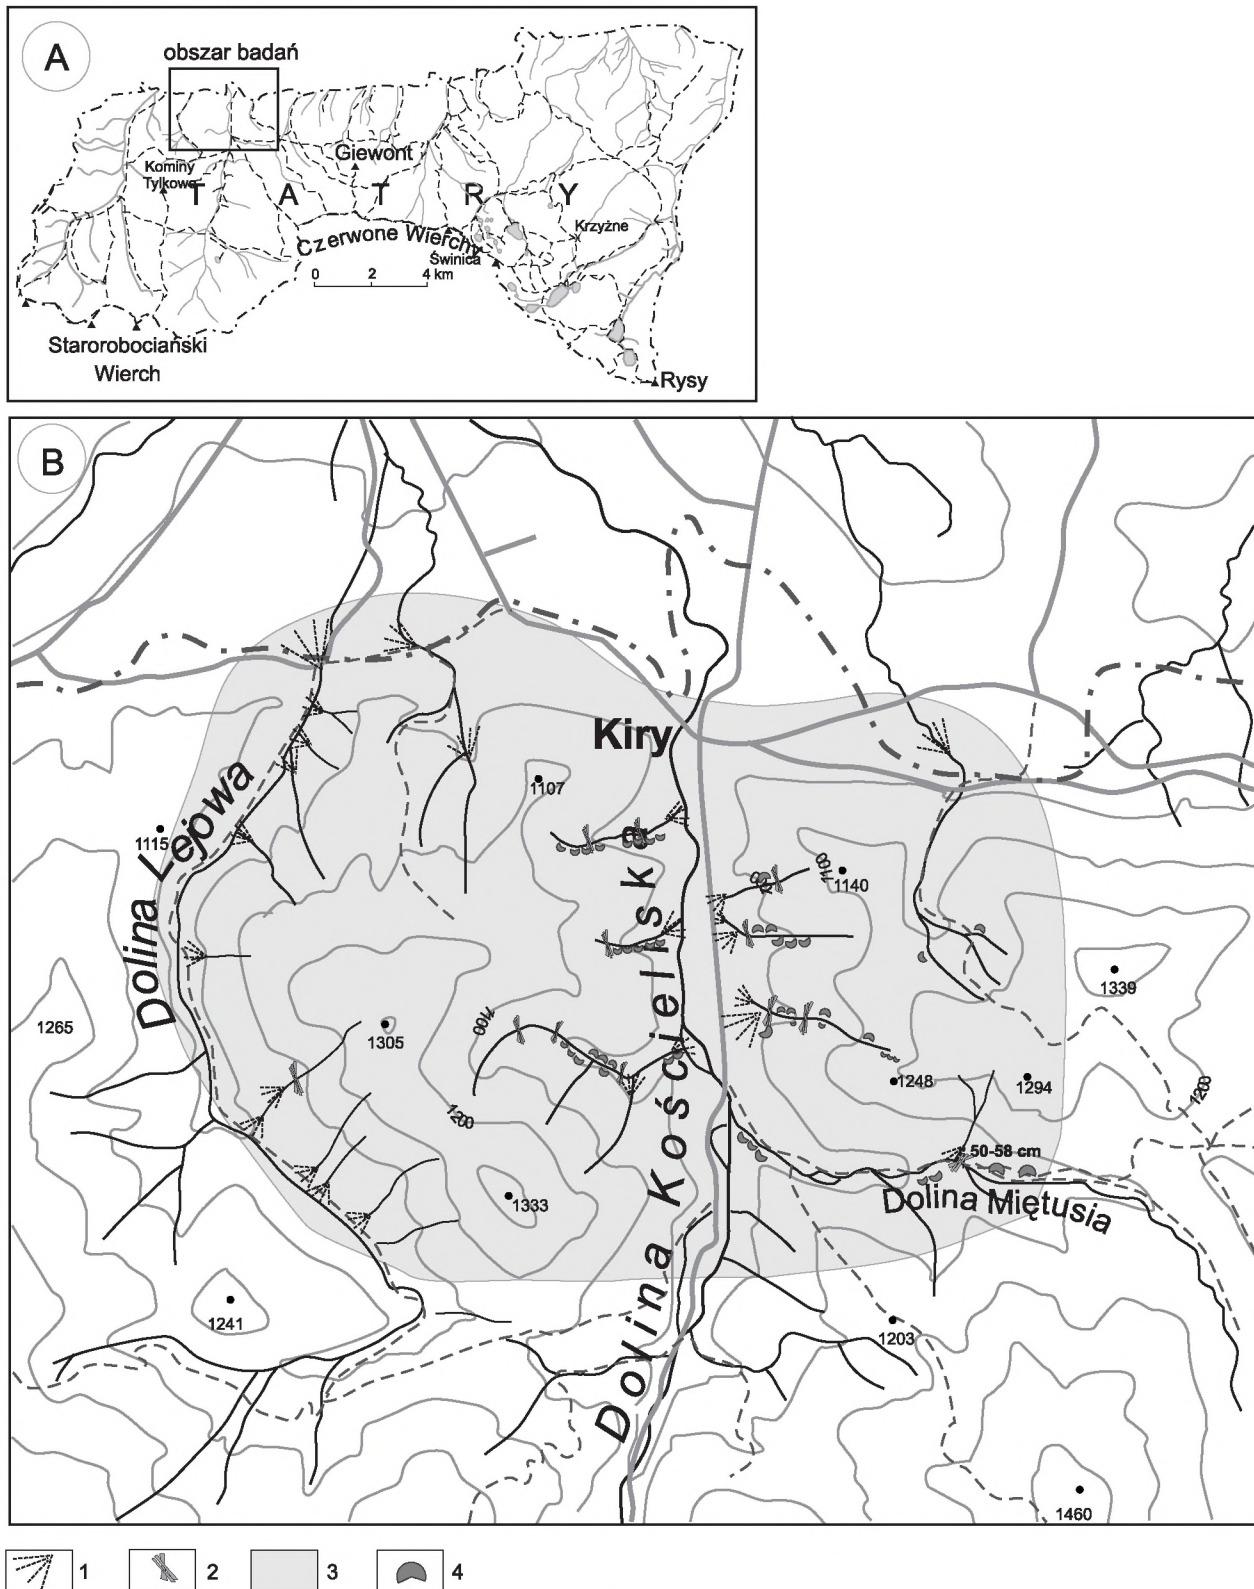 A
obszar badań
Giewont
Kominy
Tylkowe
T A T R Y
Krzyżne
Czerwone Wierchy
Świnica
0 2 4 km
Starorobociański
Wierch
Rysy
B
Kiry
1107
1115
Dolina Lejowa
1100
1140
1339
1265
1305
1100
1248
1294
1200
1200
50-58 cm
Dolina Miętusia
1333
Dolina Kościeliska
1241
1203
1460
1
2
3
4